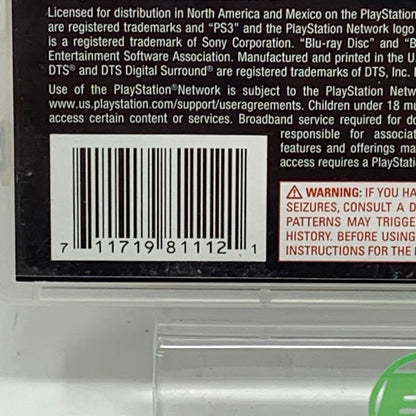 Licensed for distribution in North America and Mexico on the PlayStation
are registered trademarks and "PS3" and the PlayStation Network logo
is a registered trademark of Sony Corporation. "Blu-ray Disc" and "B
Entertainment Software Association. Manufactured and printed in the U.
DTS® and DTS Digital Surround® are registered trademarks of DTS, Inc.
Use of the PlayStation®Network is subject to the PlayStation Netw
www.us.playstation.com/support/useragreements. Children under 18 mu
access certain content or services. Broadband service required for do
responsible for associat
features and offerings ma
access requires a PlayStati
7 11719 81112 1
WARNING: IF YOU HA
SEIZURES, CONSULT A D
PATTERNS MAY TRIGGE
HISTORY. BEFORE USING
INSTRUCTIONS FOR THE